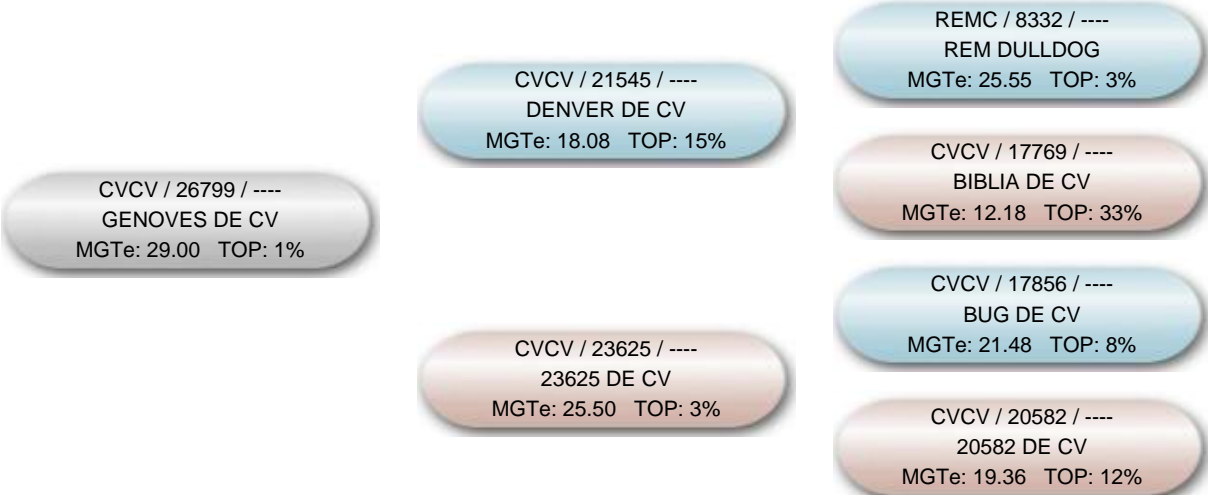 REMC / 8332 / ----
REM DULLDOG
MGTe: 25.55 TOP: 3%
CVCV / 21545 / ----
DENVER DE CV
MGTe: 18.08 TOP: 15%
CVCV / 17769 / ----
BIBLIA DE CV
MGTe: 12.18 TOP: 33%
CVCV / 26799 / ----
GENOVES DE CV
MGTe: 29.00 TOP: 1%
CVCV / 17856 / ----
BUG DE CV
MGTe: 21.48 TOP: 8%
CVCV / 23625 / ----
23625 DE CV
MGTe: 25.50 TOP: 3%
CVCV / 20582 / ----
20582 DE CV
MGTe: 19.36 TOP: 12%